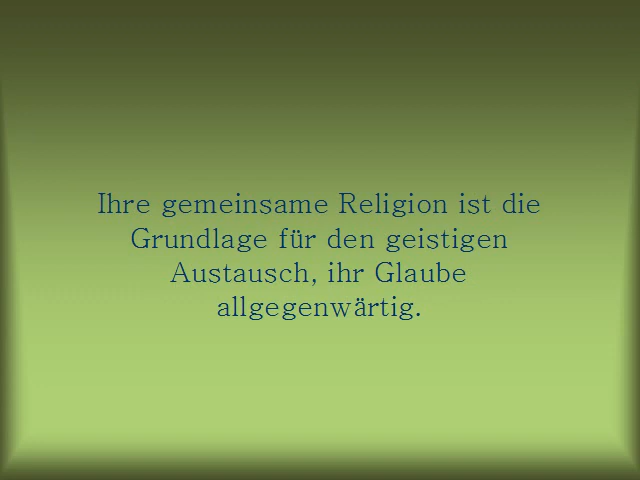 Ihre gemeinsame Religion ist die
Grundlage für den geistigen
Austausch, ihr Glaube
allgegenwärtig.